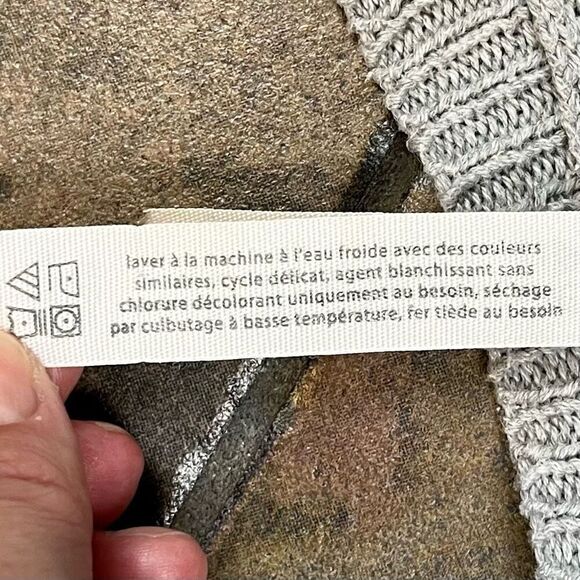 laver à la machine à l'eau froide avec des couleurs
similaires, cycle délicat, agent blanchissant sans
chlorure décolorant uniquement au besoin, séchage
par culbutage à basse température, fer tiède au besoin